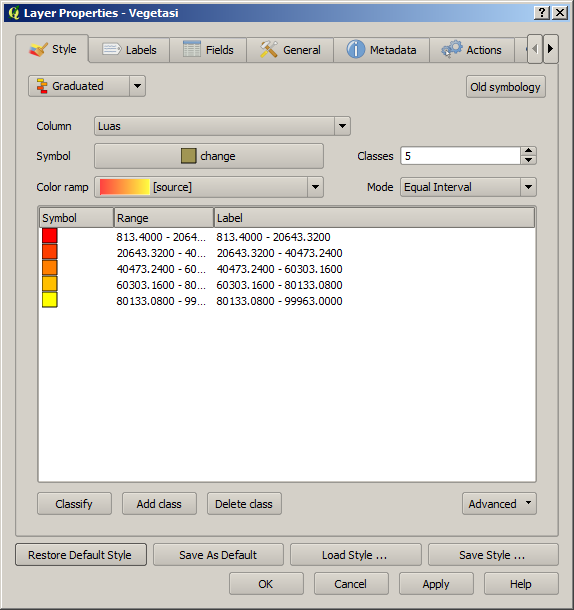 Layer Properties - Vegetasi
Style Labels Fields General Metadata Actions
Graduated Old symbology
Column Luas
Symbol change Classes 5
Color ramp [source] Mode Equal Interval
Symbol Range Label
813.4000 - 2064... 813.4000 - 20643.3200
20643.3200 - 40... 20643.3200 - 40473.2400
40473.2400 - 60... 40473.2400 - 60303.1600
60303.1600 - 80... 60303.1600 - 80133.0800
80133.0800 - 99... 80133.0800 - 99963.0000
Classify Add class Delete class Advanced
Restore Default Style Save As Default Load Style ... Save Style ...
OK Cancel Apply Help